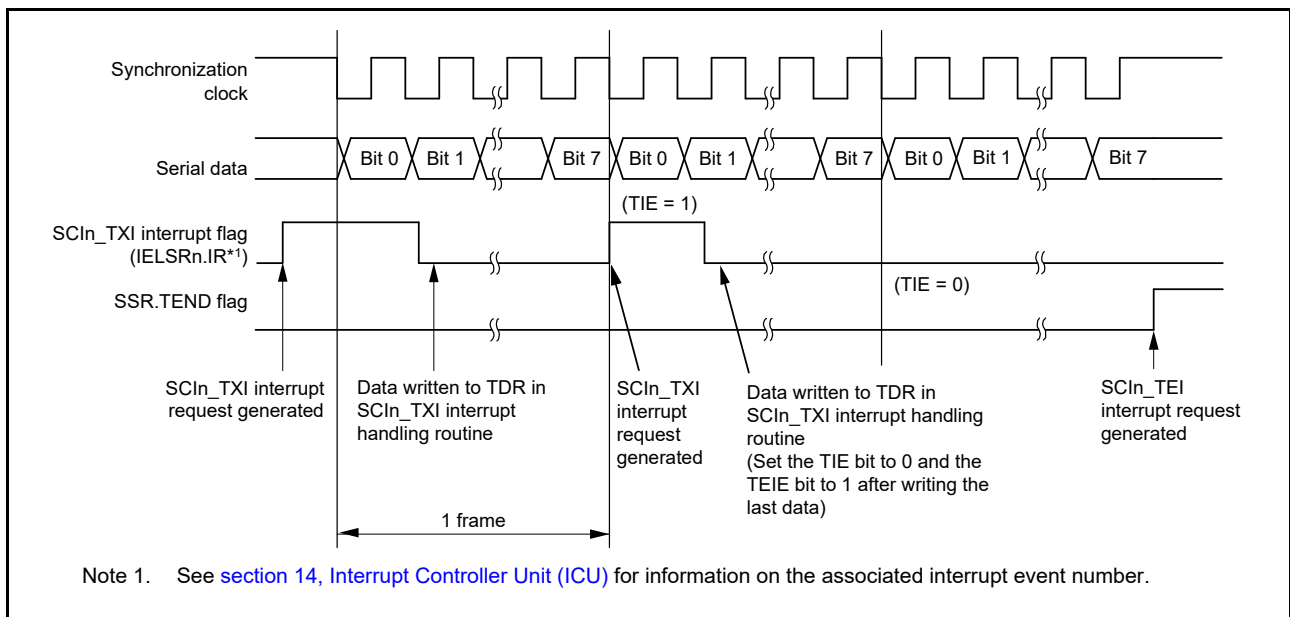 Synchronization
clock
Serial data
Bit 0 Bit 1 Bit 7 Bit 0 Bit 1 Bit 7 Bit 0 Bit 1 Bit 7
(TIE = 1)
SCIn_TXI interrupt flag
(IELSRn.IR*1)
(TIE = 0)
SSR.TEND flag
SCIn_TXI interrupt
request generated
Data written to TDR in
SCIn_TXI interrupt
handling routine
SCIn_TXI
interrupt
request
generated
Data written to TDR in
SCIn_TXI interrupt handling
routine
(Set the TIE bit to 0 and the
TEIE bit to 1 after writing the
last data)
SCIn_TEI
interrupt request
generated
1 frame
Note 1. See section 14, Interrupt Controller Unit (ICU) for information on the associated interrupt event number.